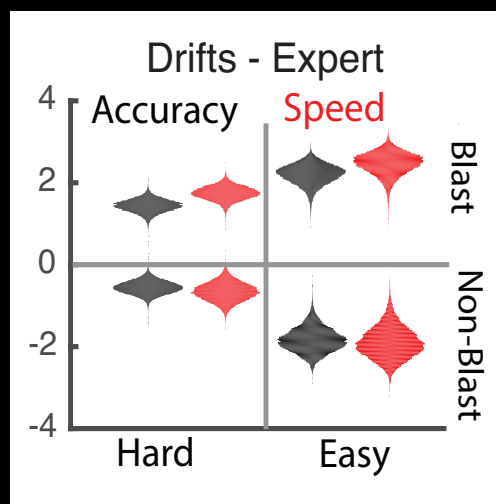 Drifts - Expert
Accuracy Speed
4
2
0
-2
-4
Blast
Non-Blast
Hard Easy